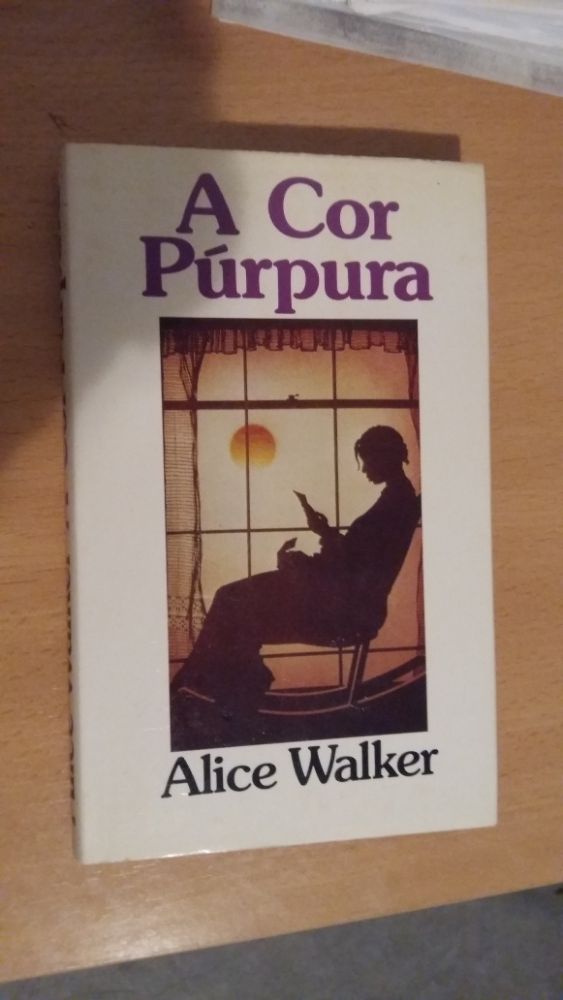 A Cor
Púrpura
Alice Walker